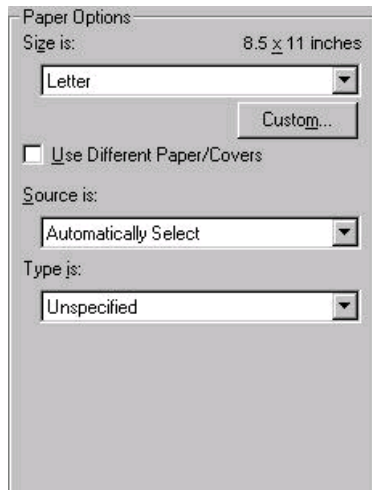 Paper Options
Size is: 8.5 x 11 inches
Letter
Custom...
Use Different Paper/Covers
Source is:
Automatically Select
Type is:
Unspecified